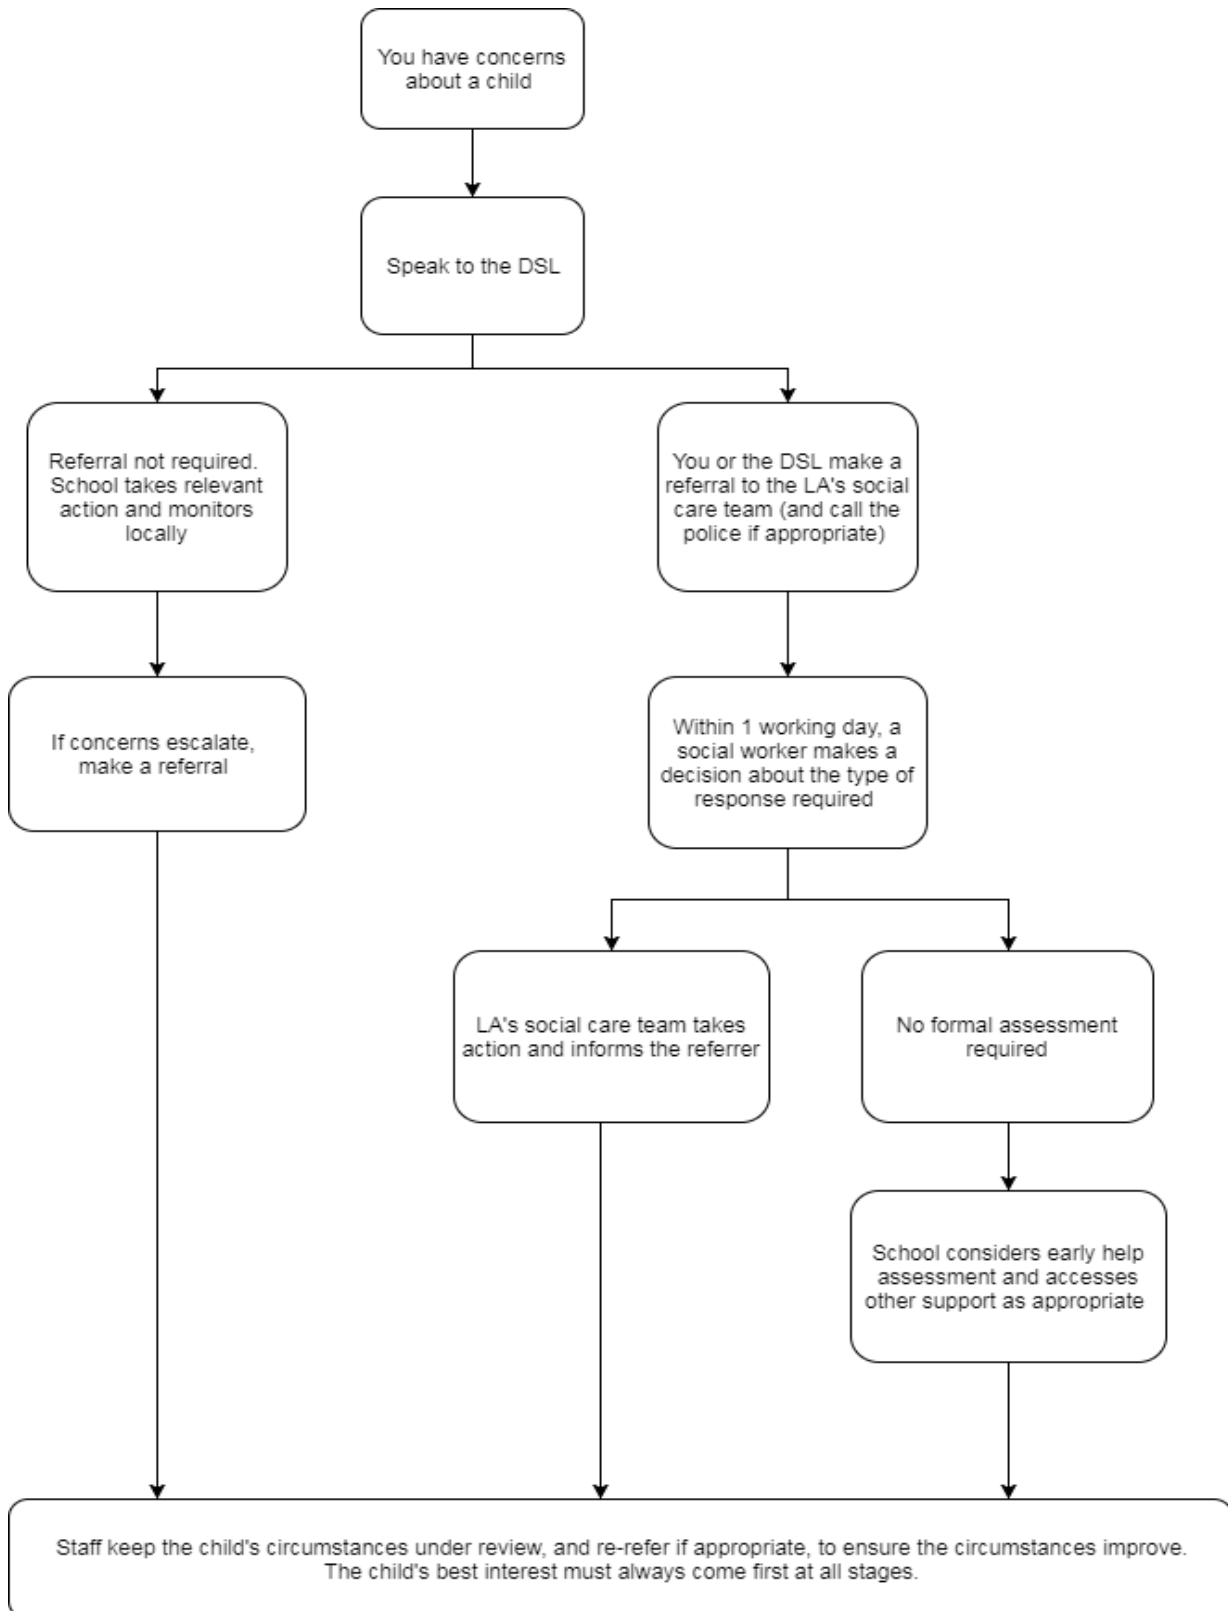 You have concerns
about a child
Speak to the DSL
Referral not required.
School takes relevant
action and monitors
locally
You or the DSL make a
referral to the LA's social
care team (and call the
police if appropriate)
If concerns escalate,
make a referral
Within 1 working day, a
social worker makes a
decision about the type of
response required
LA's social care team takes
action and informs the referrer
No formal assessment
required
School considers early help
assessment and accesses
other support as appropriate
Staff keep the child's circumstances under review, and re-refer if appropriate, to ensure the circumstances improve.
The child's best interest must always come first at all stages.